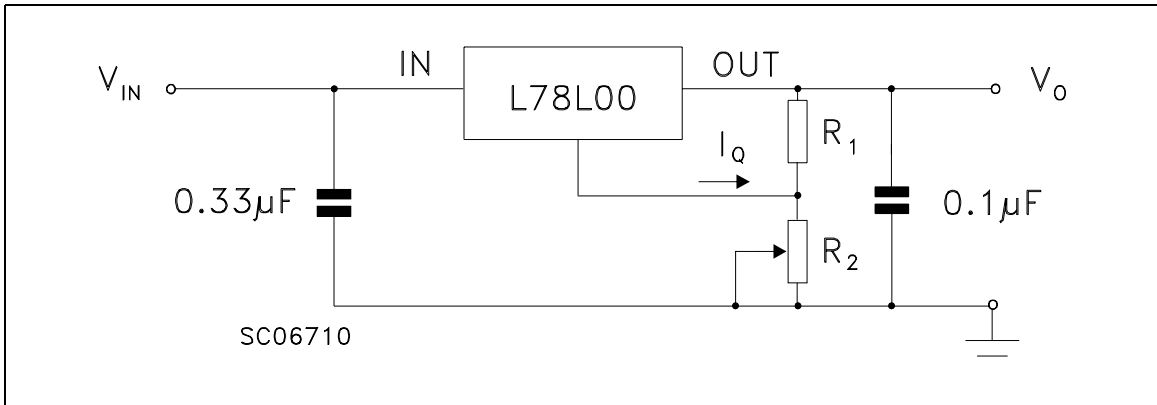 V_IN
IN
L78L00
OUT
V_O
I_Q
R_1
0.33µF
0.1µF
R_2
SC06710